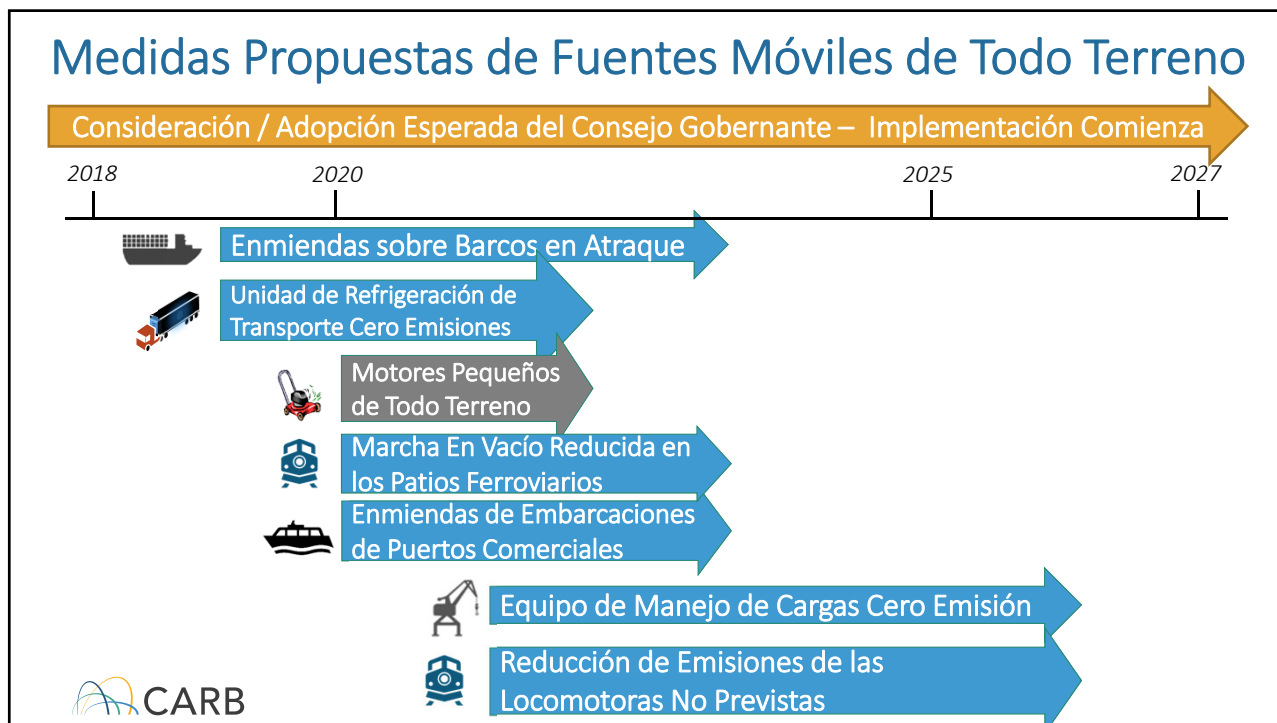 Medidas Propuestas de Fuentes Móviles de Todo Terreno
Consideración / Adopción Esperada del Consejo Gobernante – Implementación Comienza
2018 2020 2025 2027
Enmiendas sobre Barcos en Atraque
Unidad de Refrigeración de
Transporte Cero Emisiones
Motores Pequeños
de Todo Terreno
Marcha En Vacío Reducida en
los Patios Ferroviarios
Enmiendas de Embarcaciones
de Puertos Comerciales
Equipo de Manejo de Cargas Cero Emisión
Reducción de Emisiones de las
Locomotoras No Previstas
CARB